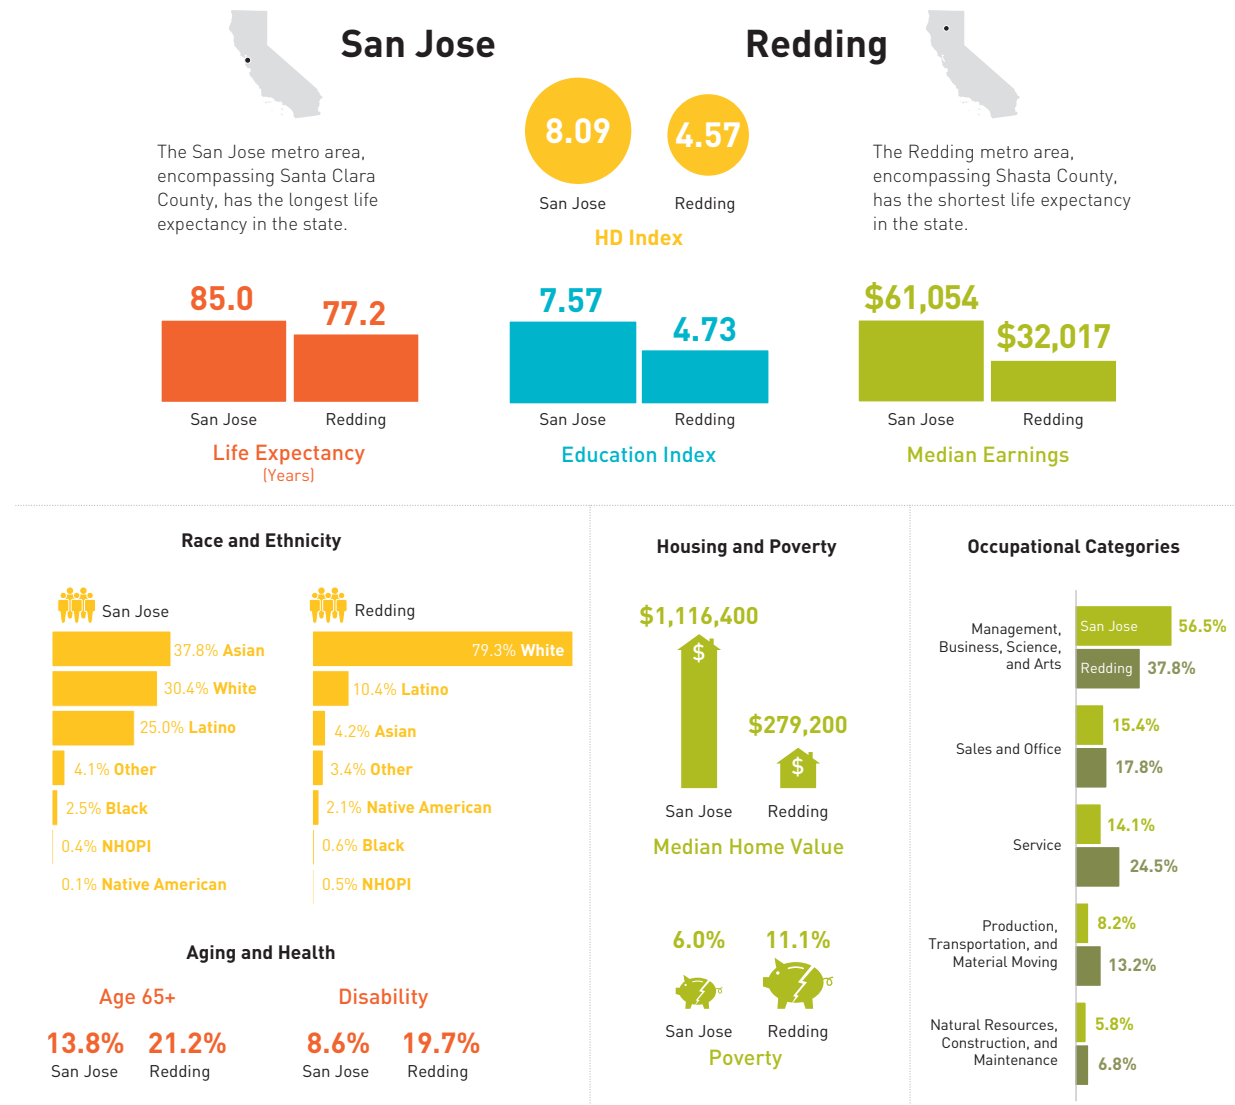 San Jose
Redding
The San Jose metro area,
encompassing Santa Clara
County, has the longest life
expectancy in the state.
8.09
4.57
San Jose
Redding
HD Index
The Redding metro area,
encompassing Shasta County,
has the shortest life expectancy
in the state.
85.0
77.2
San Jose
Redding
Life Expectancy
(Years)
7.57
4.73
San Jose
Redding
Education Index
$61,054
$32,017
San Jose
Redding
Median Earnings
Race and Ethnicity
San Jose
37.8% Asian
30.4% White
25.0% Latino
4.1% Other
2.5% Black
0.4% NHOPI
0.1% Native American
Redding
79.3% White
10.4% Latino
4.2% Asian
3.4% Other
2.1% Native American
0.6% Black
0.5% NHOPI
Aging and Health
Age 65+
13.8%
21.2%
San Jose
Redding
Disability
8.6%
19.7%
San Jose
Redding
Housing and Poverty
$1,116,400
$
$279,200
$
San Jose
Redding
Median Home Value
6.0%
11.1%
San Jose
Redding
Poverty
Occupational Categories
Management,
Business, Science,
and Arts
San Jose
56.5%
Redding
37.8%
Sales and Office
15.4%
17.8%
Service
14.1%
24.5%
Production,
Transportation, and
Material Moving
8.2%
13.2%
Natural Resources,
Construction, and
Maintenance
5.8%
6.8%